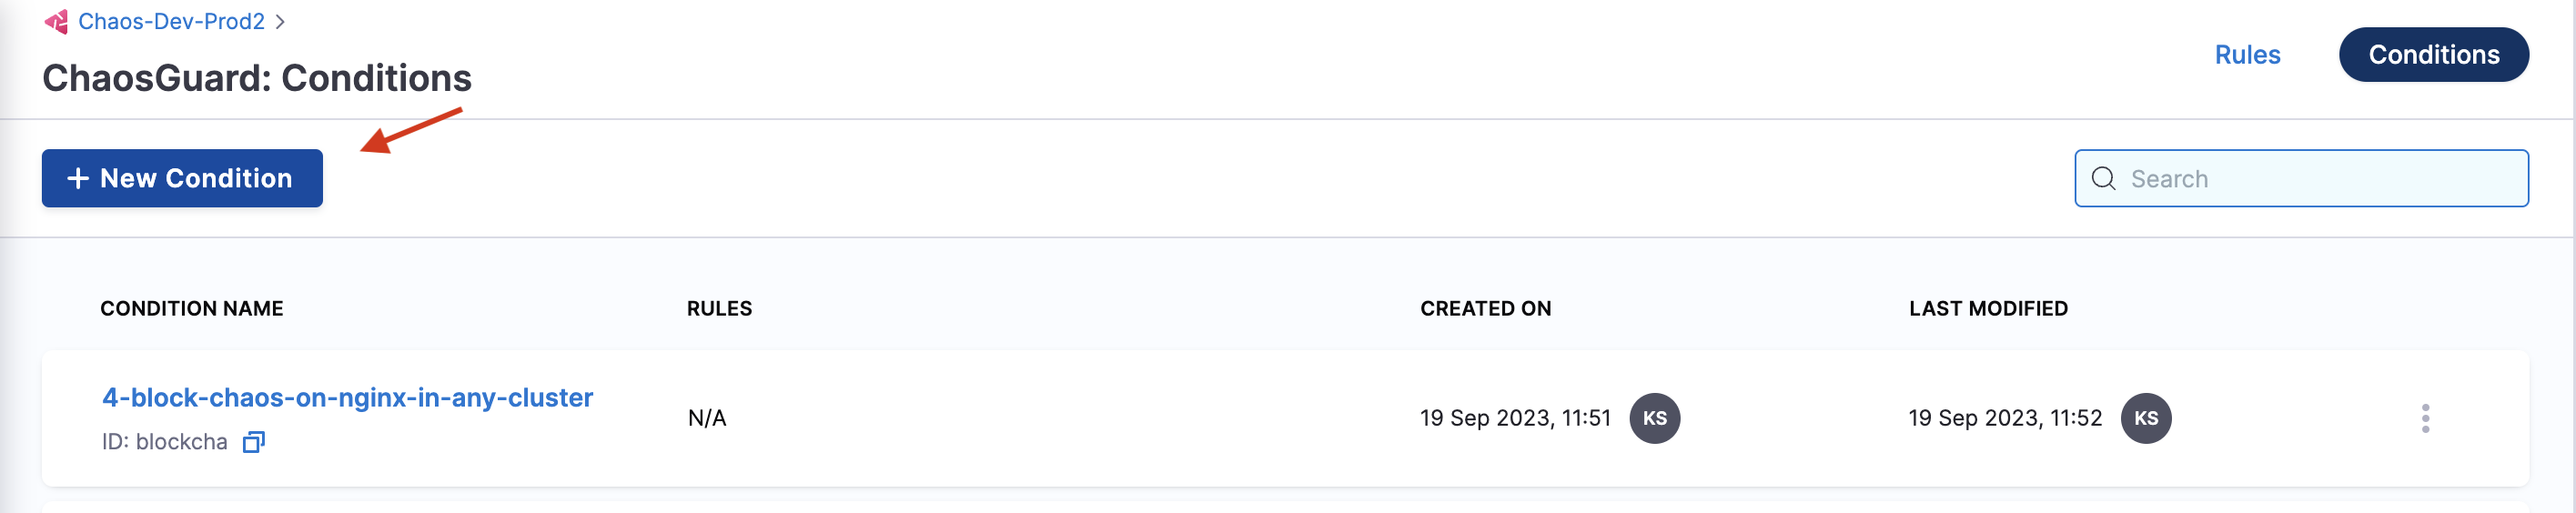 Chaos-Dev-Prod2 >
ChaosGuard: Conditions
Rules
Conditions
+ New Condition
Search
CONDITION NAME
RULES
CREATED ON
LAST MODIFIED
4-block-chaos-on-nginx-in-any-cluster
ID: blockcha
N/A
19 Sep 2023, 11:51
KS
19 Sep 2023, 11:52
KS